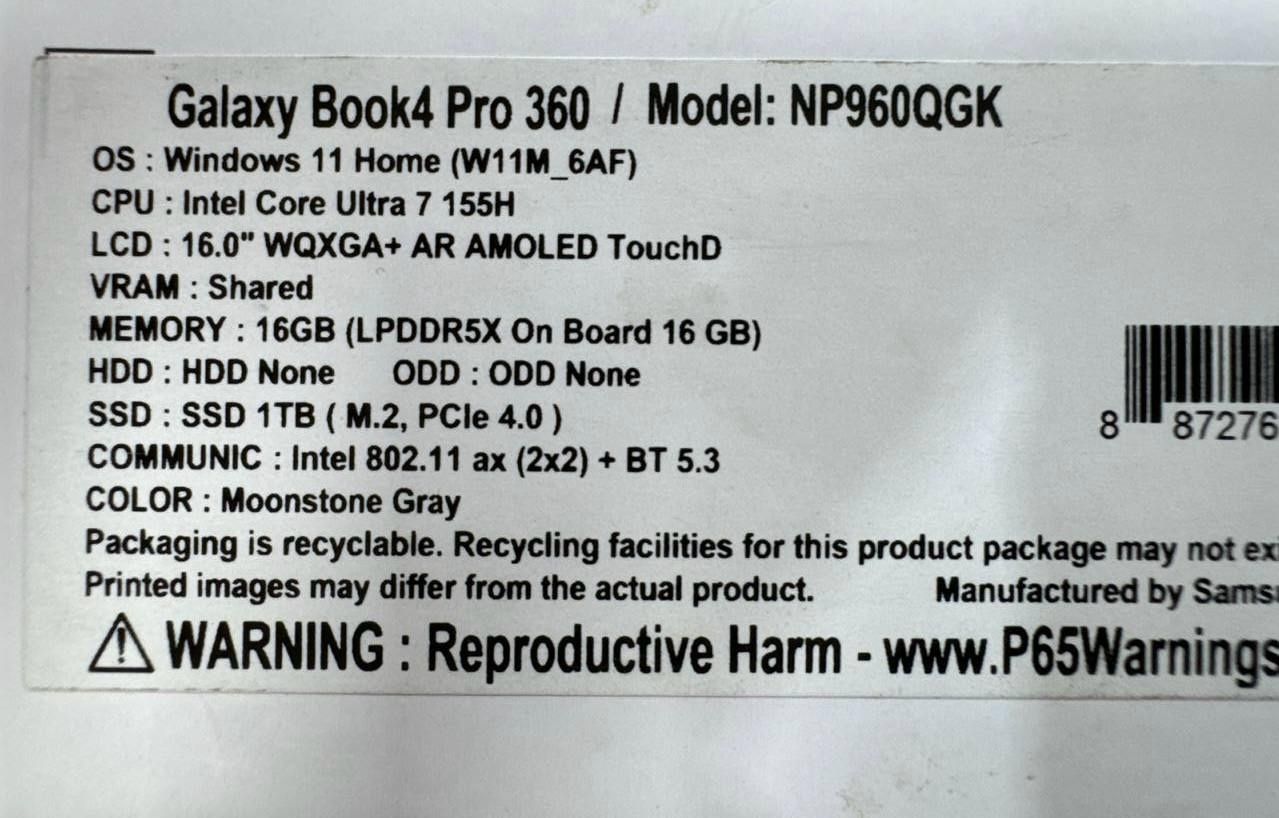 Galaxy Book4 Pro 360 / Model: NP960QGK
OS : Windows 11 Home (W11M_6AF)
CPU : Intel Core Ultra 7 155H
LCD : 16.0" WQXGA+ AR AMOLED TouchD
VRAM : Shared
MEMORY : 16GB (LPDDR5X On Board 16 GB)
HDD : HDD None ODD : ODD None
SSD : SSD 1TB ( M.2, PCIe 4.0 )
8 87276
COMMUNIC : Intel 802.11 ax (2x2) + BT 5.3
COLOR : Moonstone Gray
Packaging is recyclable. Recycling facilities for this product package may not
Printed images may differ from the actual product. Manufactured by
⚠ WARNING : Reproductive Harm - www.P65Warnings